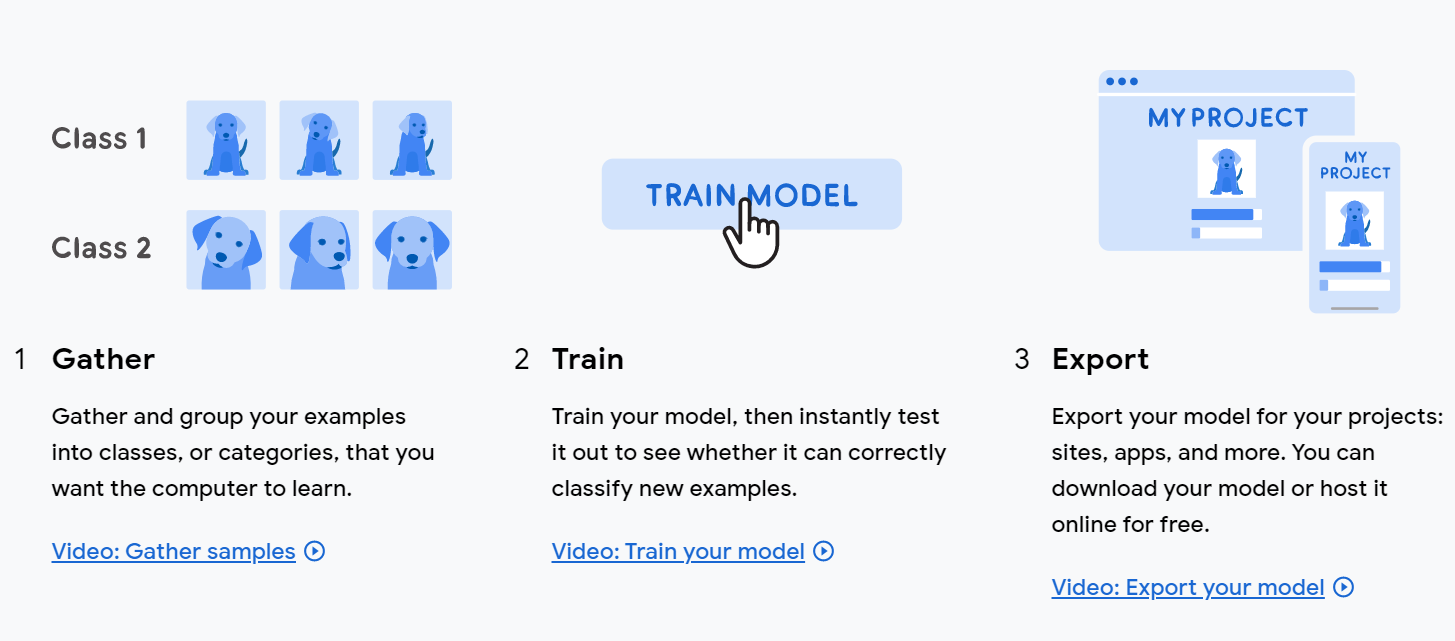 Class 1
Class 2
TRAIN MODEL
MY PROJECT
MY
PROJECT
1 Gather
Gather and group your examples
into classes, or categories, that you
want the computer to learn.
Video: Gather samples
2 Train
Train your model, then instantly test
it out to see whether it can correctly
classify new examples.
Video: Train your model
3 Export
Export your model for your projects:
sites, apps, and more. You can
download your model or host it
online for free.
Video: Export your model